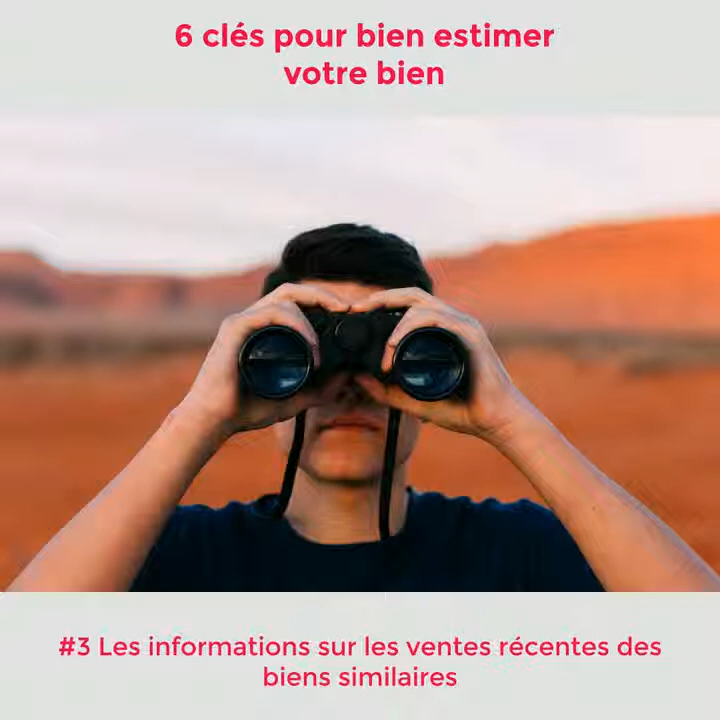 6 clés pour bien estimer
votre bien
#3 Les informations sur les ventes récentes des
biens similaires